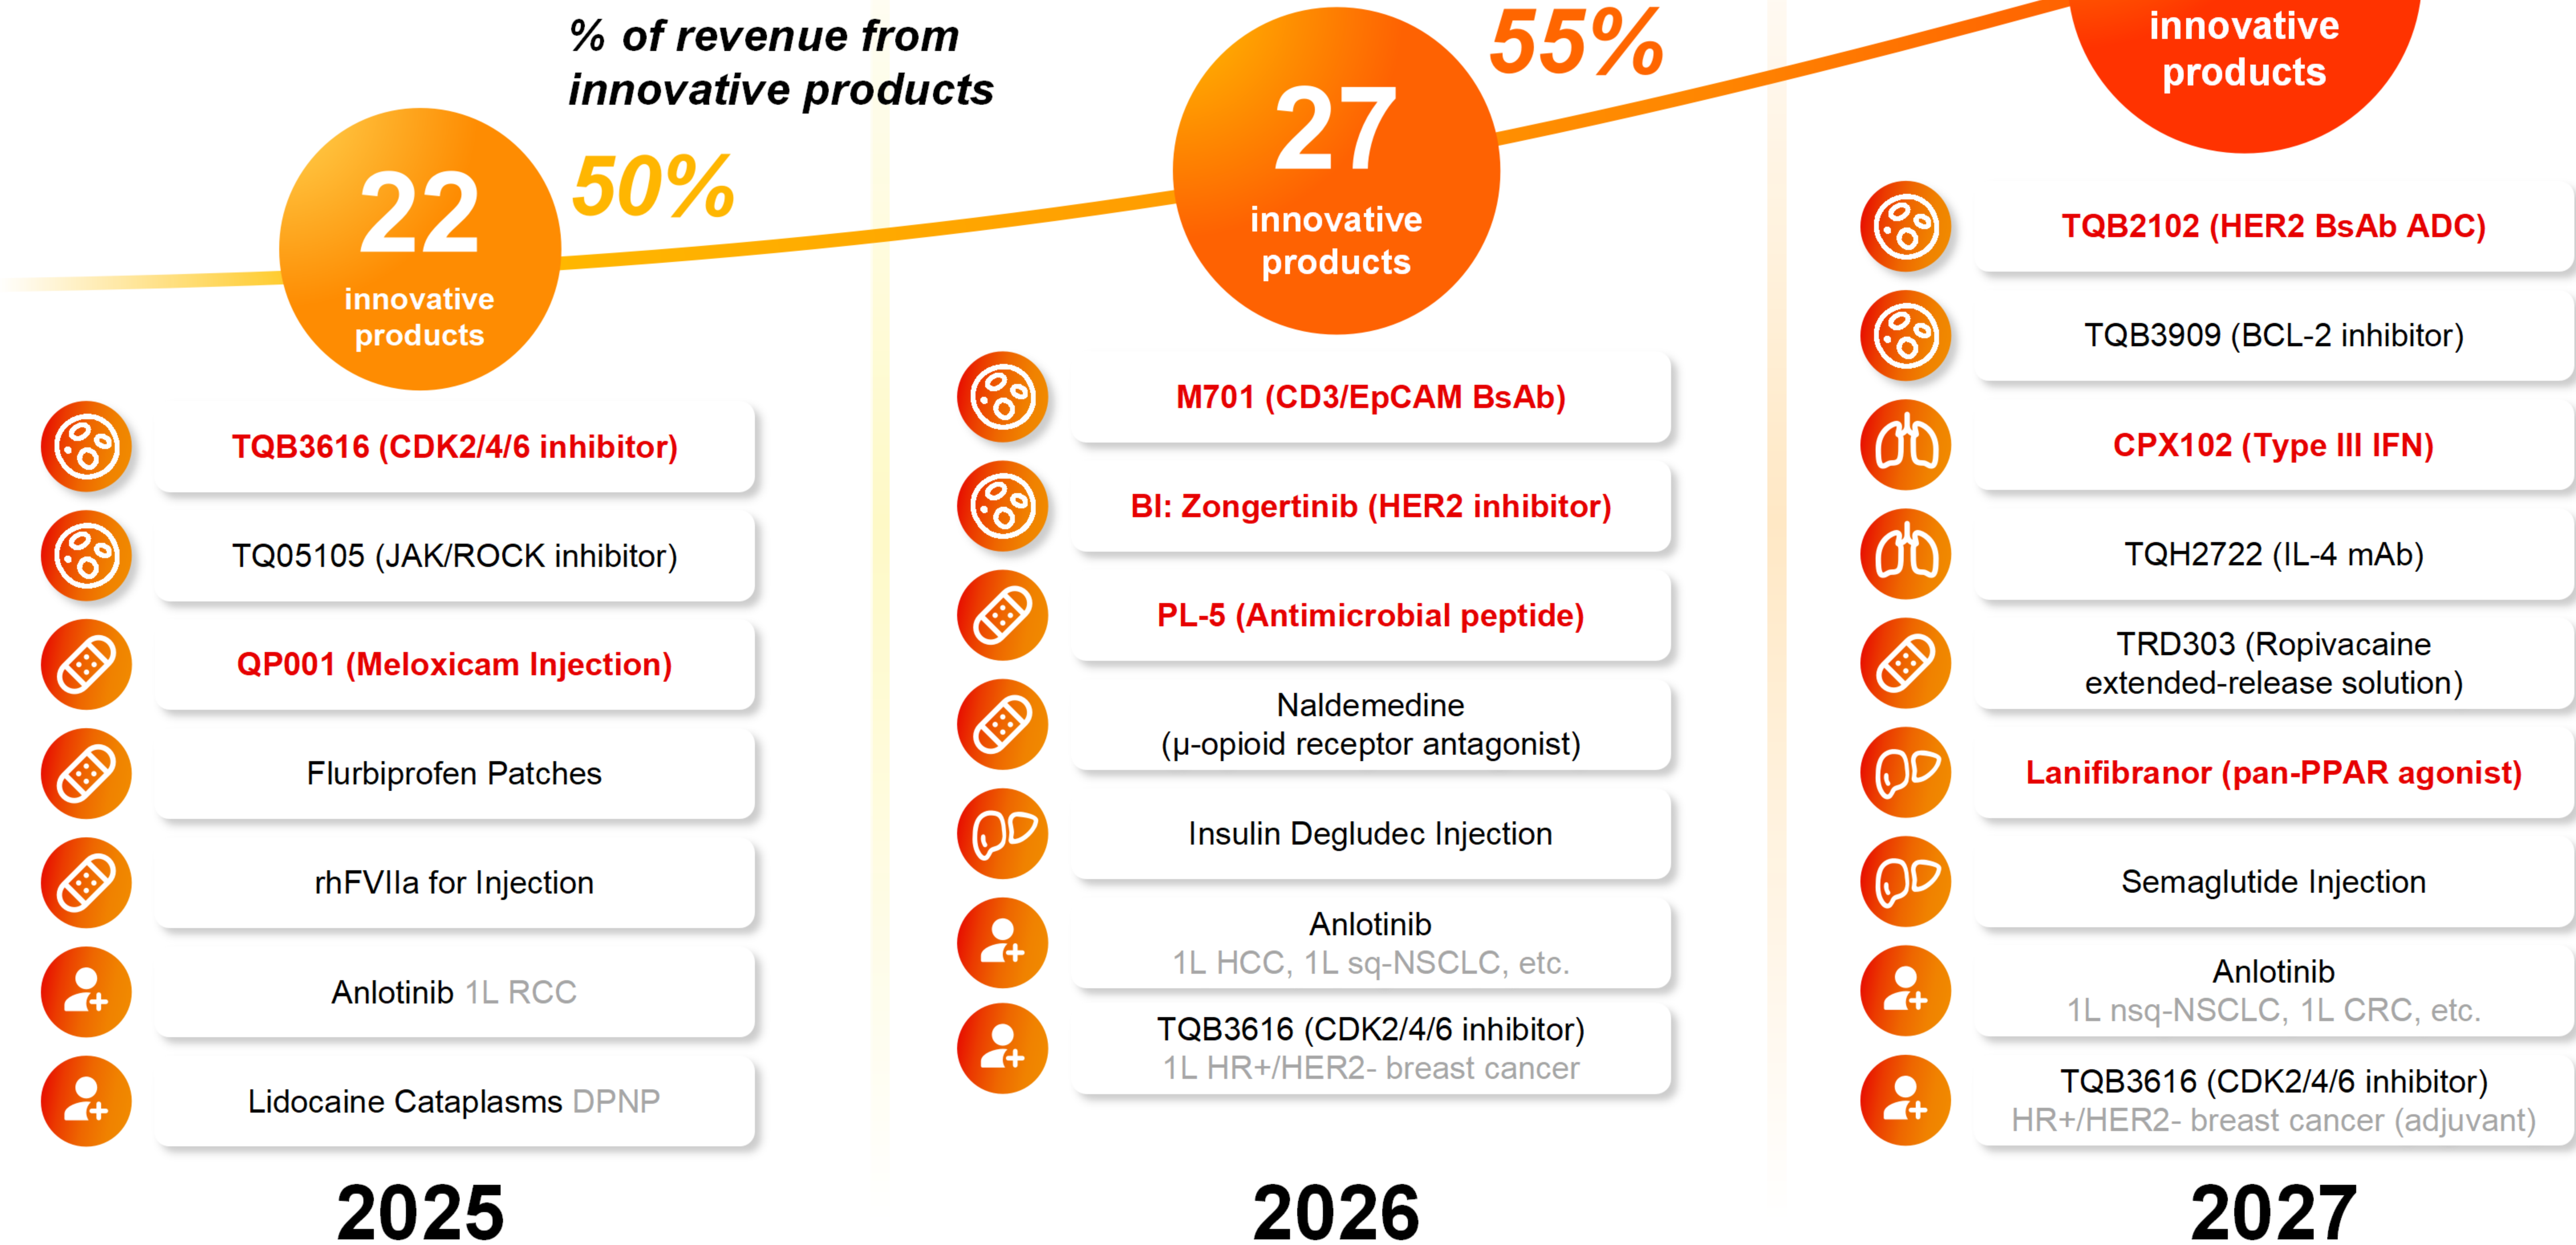 % of revenue from
innovative products
50%
22
innovative
products
TQB3616 (CDK2/4/6 inhibitor)
TQ05105 (JAK/ROCK inhibitor)
QP001 (Meloxicam Injection)
Flurbiprofen Patches
rhFVIIa for Injection
Anlotinib 1L RCC
Lidocaine Cataplasms DPNP
2025
55%
27
innovative
products
M701 (CD3/EpCAM BsAb)
BI: Zongertinib (HER2 inhibitor)
PL-5 (Antimicrobial peptide)
Naldemedine
(µ-opioid receptor antagonist)
Insulin Degludec Injection
Anlotinib
1L HCC, 1L sq-NSCLC, etc.
TQB3616 (CDK2/4/6 inhibitor)
1L HR+/HER2- breast cancer
2026
innovative
products
TQB2102 (HER2 BsAb ADC)
TQB3909 (BCL-2 inhibitor)
CPX102 (Type III IFN)
TQH2722 (IL-4 mAb)
TRD303 (Ropivacaine
extended-release solution)
Lanifibranor (pan-PPAR agonist)
Semaglutide Injection
Anlotinib
1L nsq-NSCLC, 1L CRC, etc.
TQB3616 (CDK2/4/6 inhibitor)
HR+/HER2- breast cancer (adjuvant)
2027